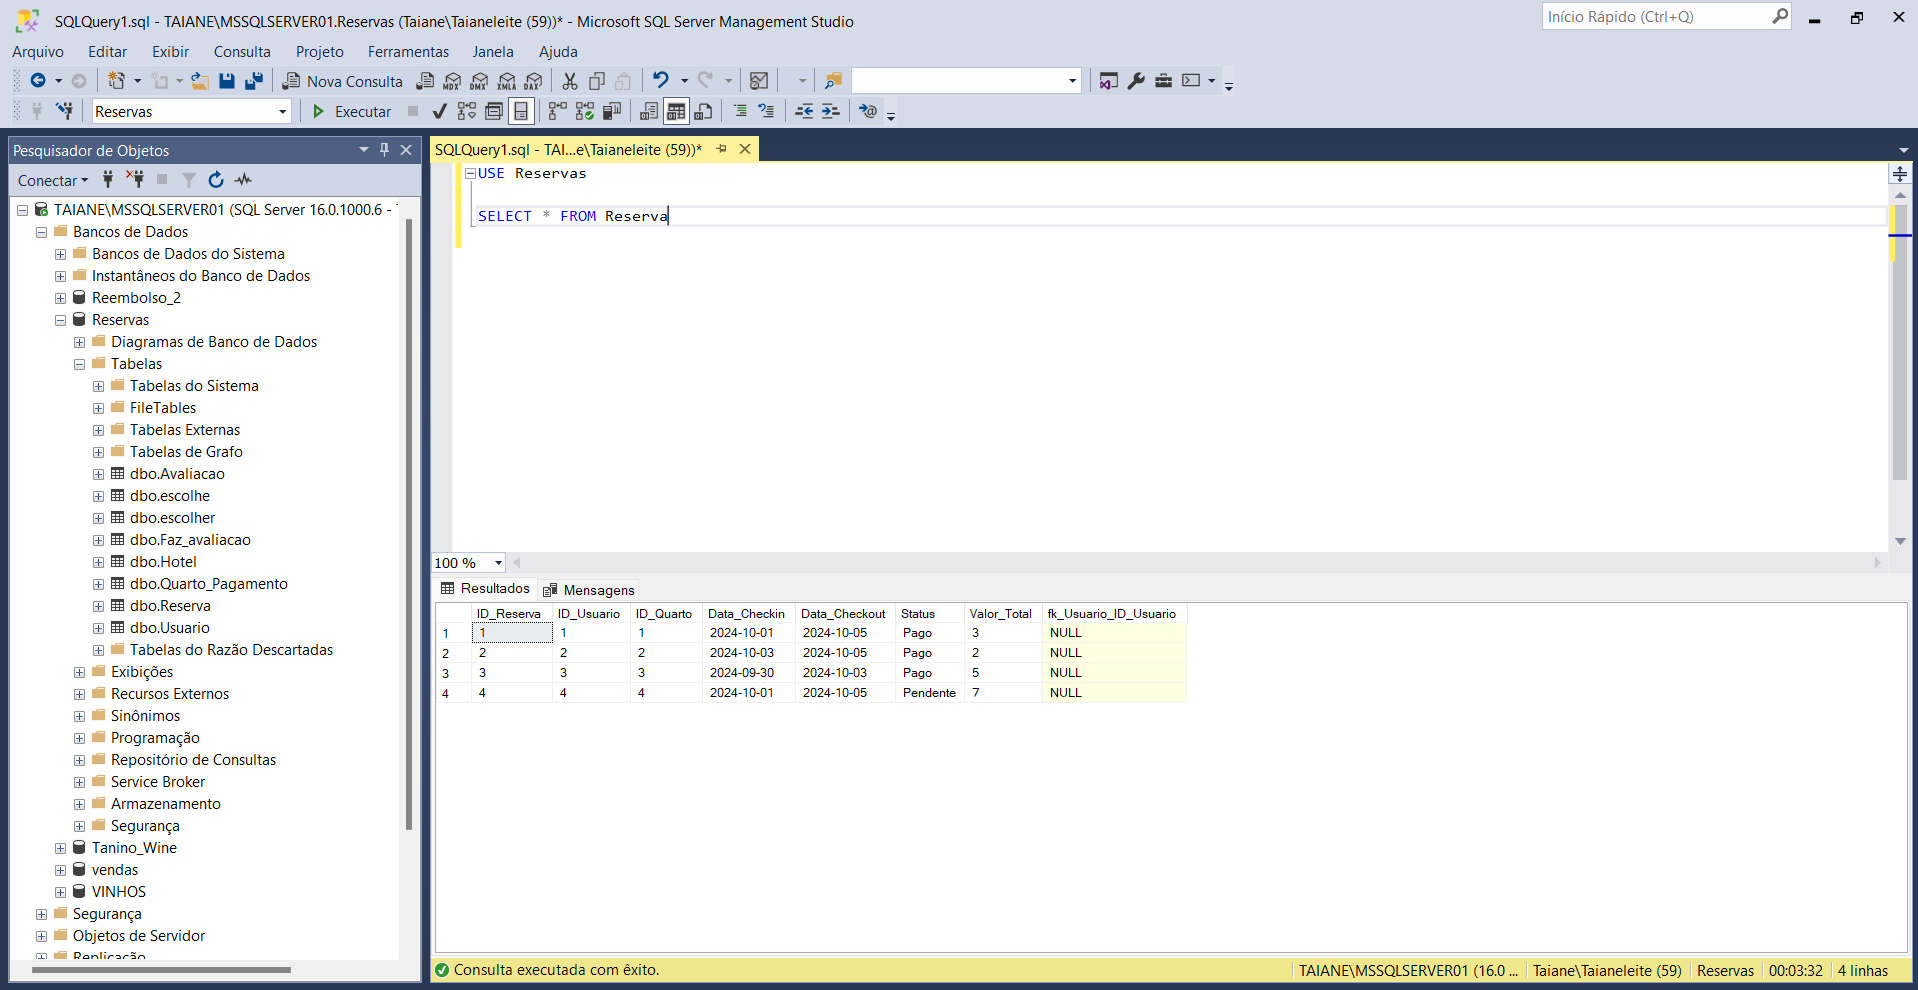 SQLQuery1.sql - TAIANE\MSSQLSERVER01.Reservas (Taiane\Taianeleite (59))* - Microsoft SQL Server Management Studio
Início Rápido (Ctrl+Q)
Arquivo Editar Exibir Consulta Projeto Ferramentas Janela Ajuda
Nova Consulta MDX DMX XMLA DAX
Reservas Executar
Pesquisador de Objetos
Conectar
TAIANE\MSSQLSERVER01 (SQL Server 16.0.1000.6 -
Bancos de Dados
Bancos de Dados do Sistema
Instantâneos do Banco de Dados
Reembolso_2
Reservas
Diagramas de Banco de Dados
Tabelas
Tabelas do Sistema
FileTables
Tabelas Externas
Tabelas de Grafo
dbo.Avaliacao
dbo.escolhe
dbo.escolher
dbo.Faz_avaliacao
dbo.Hotel
dbo.Quarto_Pagamento
dbo.Reserva
dbo.Usuario
Tabelas do Razão Descartadas
Exibições
Recursos Externos
Sinônimos
Programação
Repositório de Consultas
Service Broker
Armazenamento
Segurança
Tanino_Wine
vendas
VINHOS
Segurança
Objetos de Servidor
Replicação
SQLQuery1.sql - TAI...e\Taianeleite (59))*
USE Reservas
SELECT * FROM Reserva
100 %
Resultados Mensagens
ID_Reserva ID_Usuario ID_Quarto Data_Checkin Data_Checkout Status Valor_Total fk_Usuario_ID_Usuario
1 1 1 1 2024-10-01 2024-10-05 Pago 3 NULL
2 2 2 2 2024-10-03 2024-10-05 Pago 2 NULL
3 3 3 3 2024-09-30 2024-10-03 Pago 5 NULL
4 4 4 4 2024-10-01 2024-10-05 Pendente 7 NULL
Consulta executada com êxito. TAIANE\MSSQLSERVER01 (16.0 ... Taiane\Taianeleite (59) Reservas 00:03:32 4 linhas